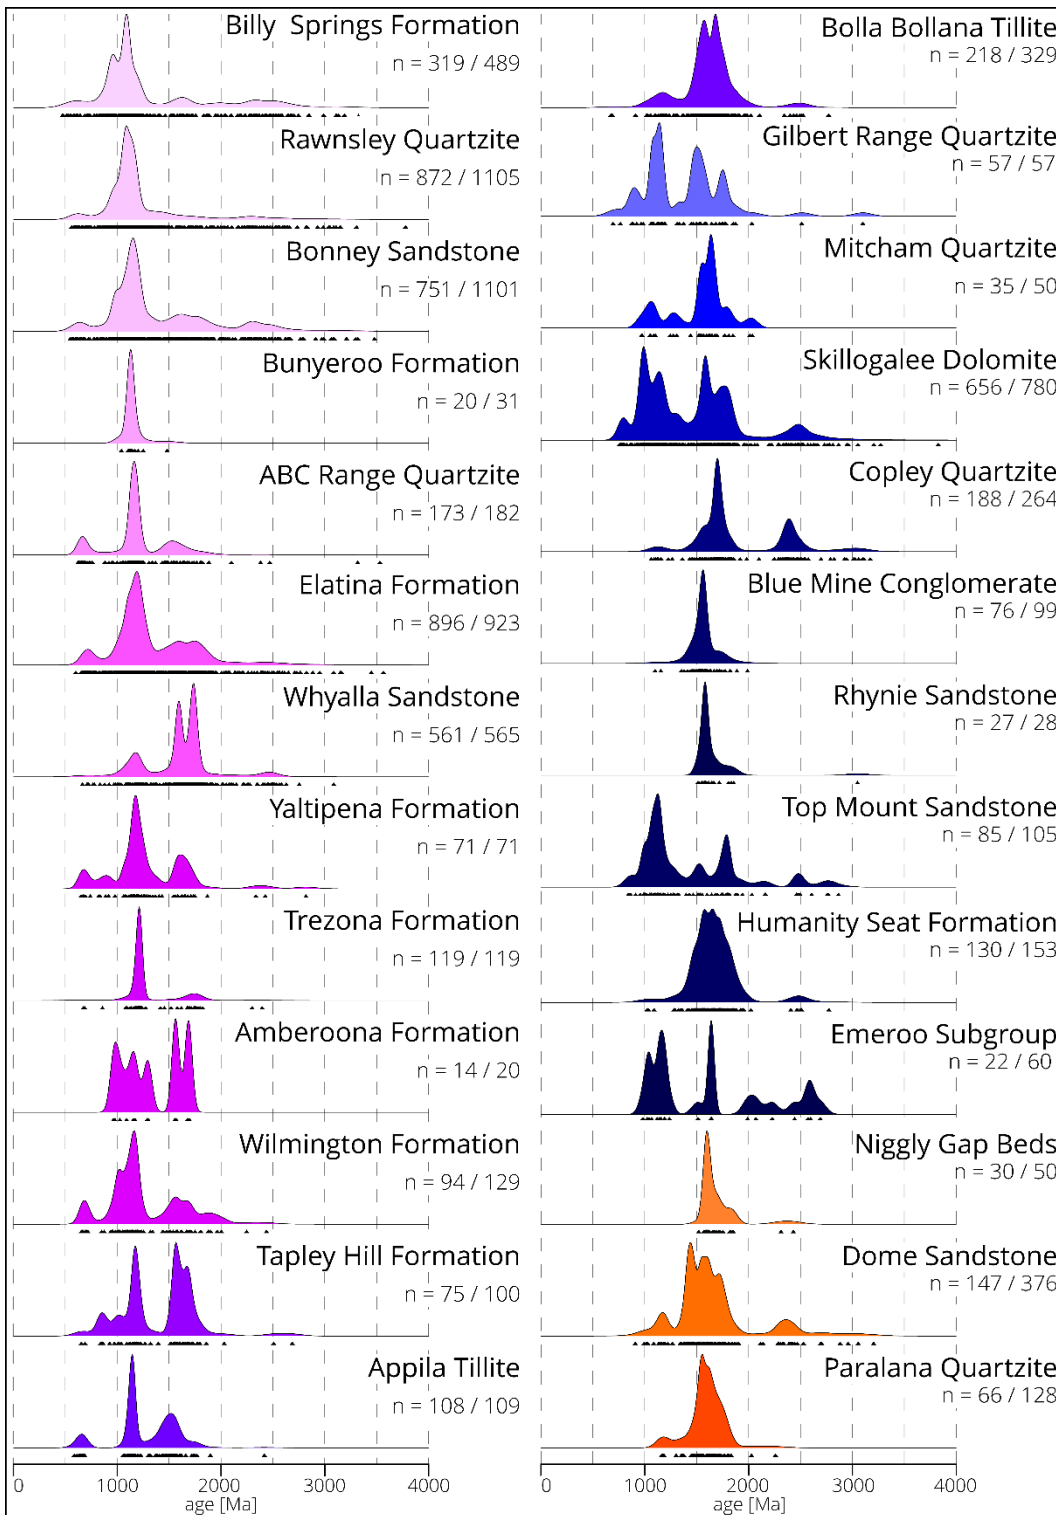 Billy Springs Formation
n = 319 / 489
Rawnsley Quartzite
n = 872 / 1105
Bonney Sandstone
n = 751 / 1101
Bunyeroo Formation
n = 20 / 31
ABC Range Quartzite
n = 173 / 182
Elatina Formation
n = 896 / 923
Whyalla Sandstone
n = 561 / 565
Yaltipena Formation
n = 71 / 71
Trezona Formation
n = 119 / 119
Amberoona Formation
n = 14 / 20
Wilmington Formation
n = 94 / 129
Tapley Hill Formation
n = 75 / 100
Appila Tillite
n = 108 / 109
0 1000 2000 3000 4000
age [Ma]
Bolla Bollana Tillite
n = 218 / 329
Gilbert Range Quartzite
n = 57 / 57
Mitcham Quartzite
n = 35 / 50
Skillogalee Dolomite
n = 656 / 780
Copley Quartzite
n = 188 / 264
Blue Mine Conglomerate
n = 76 / 99
Rhynie Sandstone
n = 27 / 28
Top Mount Sandstone
n = 85 / 105
Humanity Seat Formation
n = 130 / 153
Emeroo Subgroup
n = 22 / 60
Niggly Gap Beds
n = 30 / 50
Dome Sandstone
n = 147 / 376
Paralana Quartzite
n = 66 / 128
0 1000 2000 3000 4000
age [Ma]